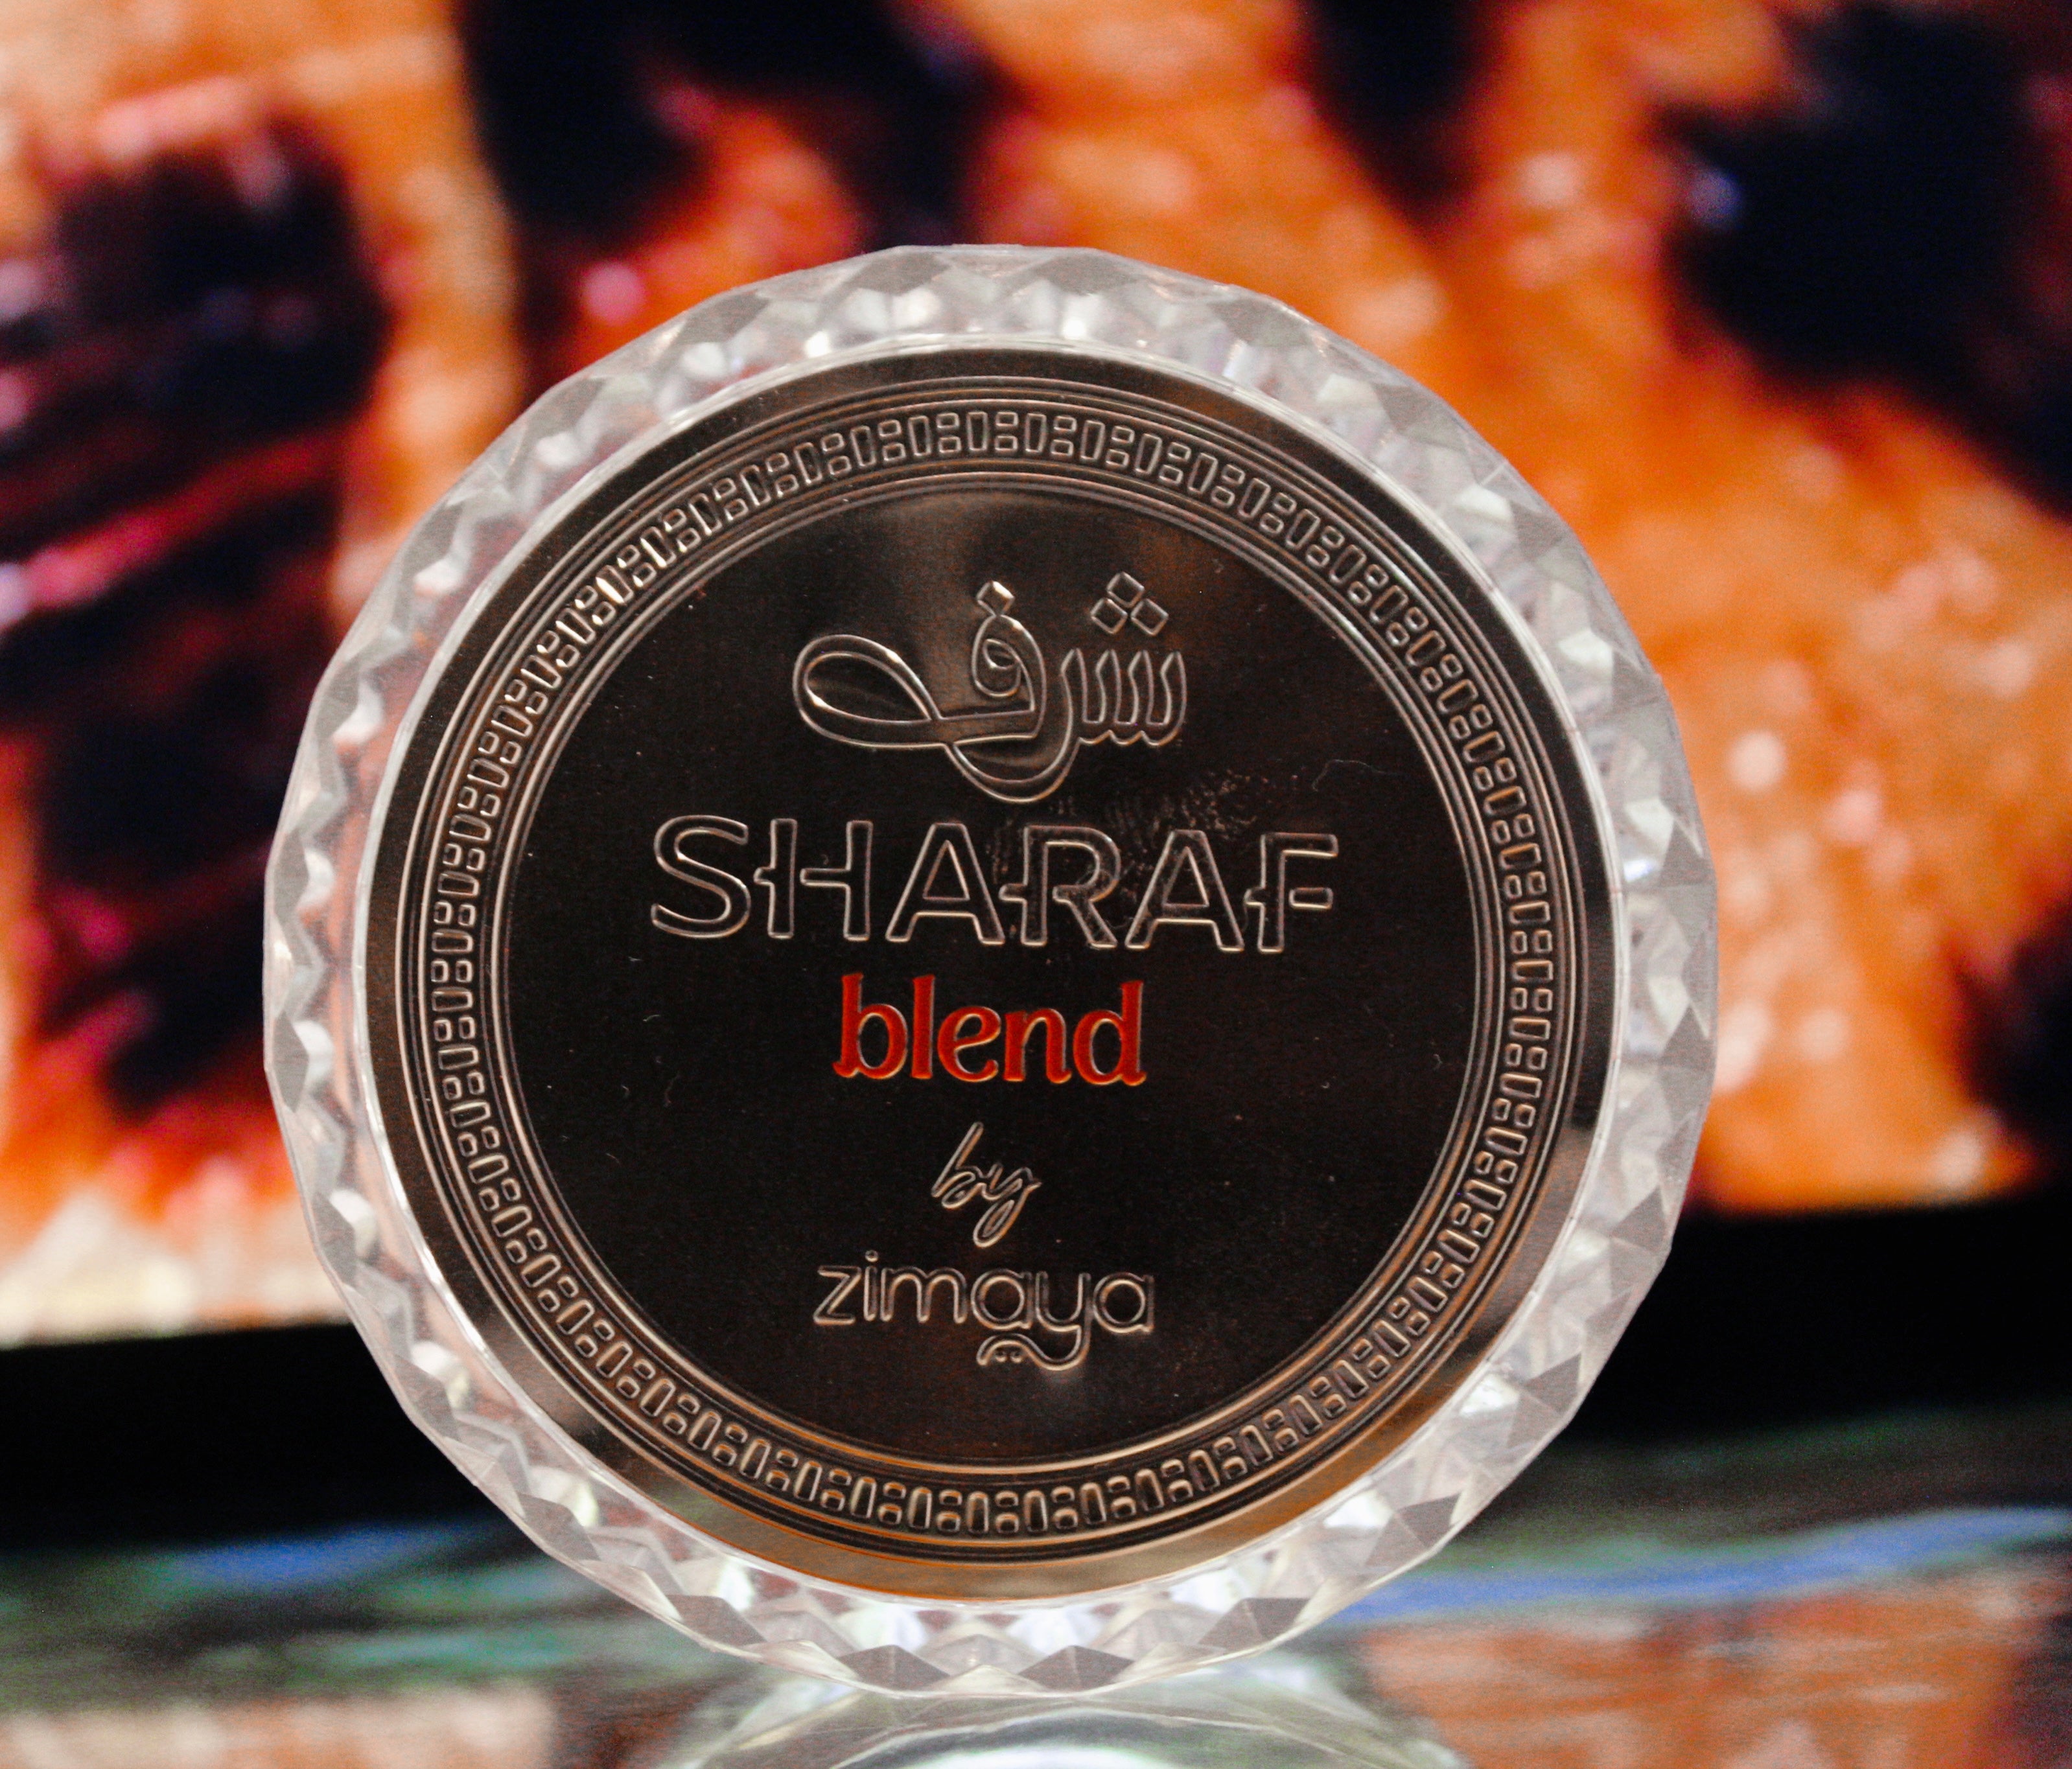 شرف
SHARAF
blend
by
zimaya